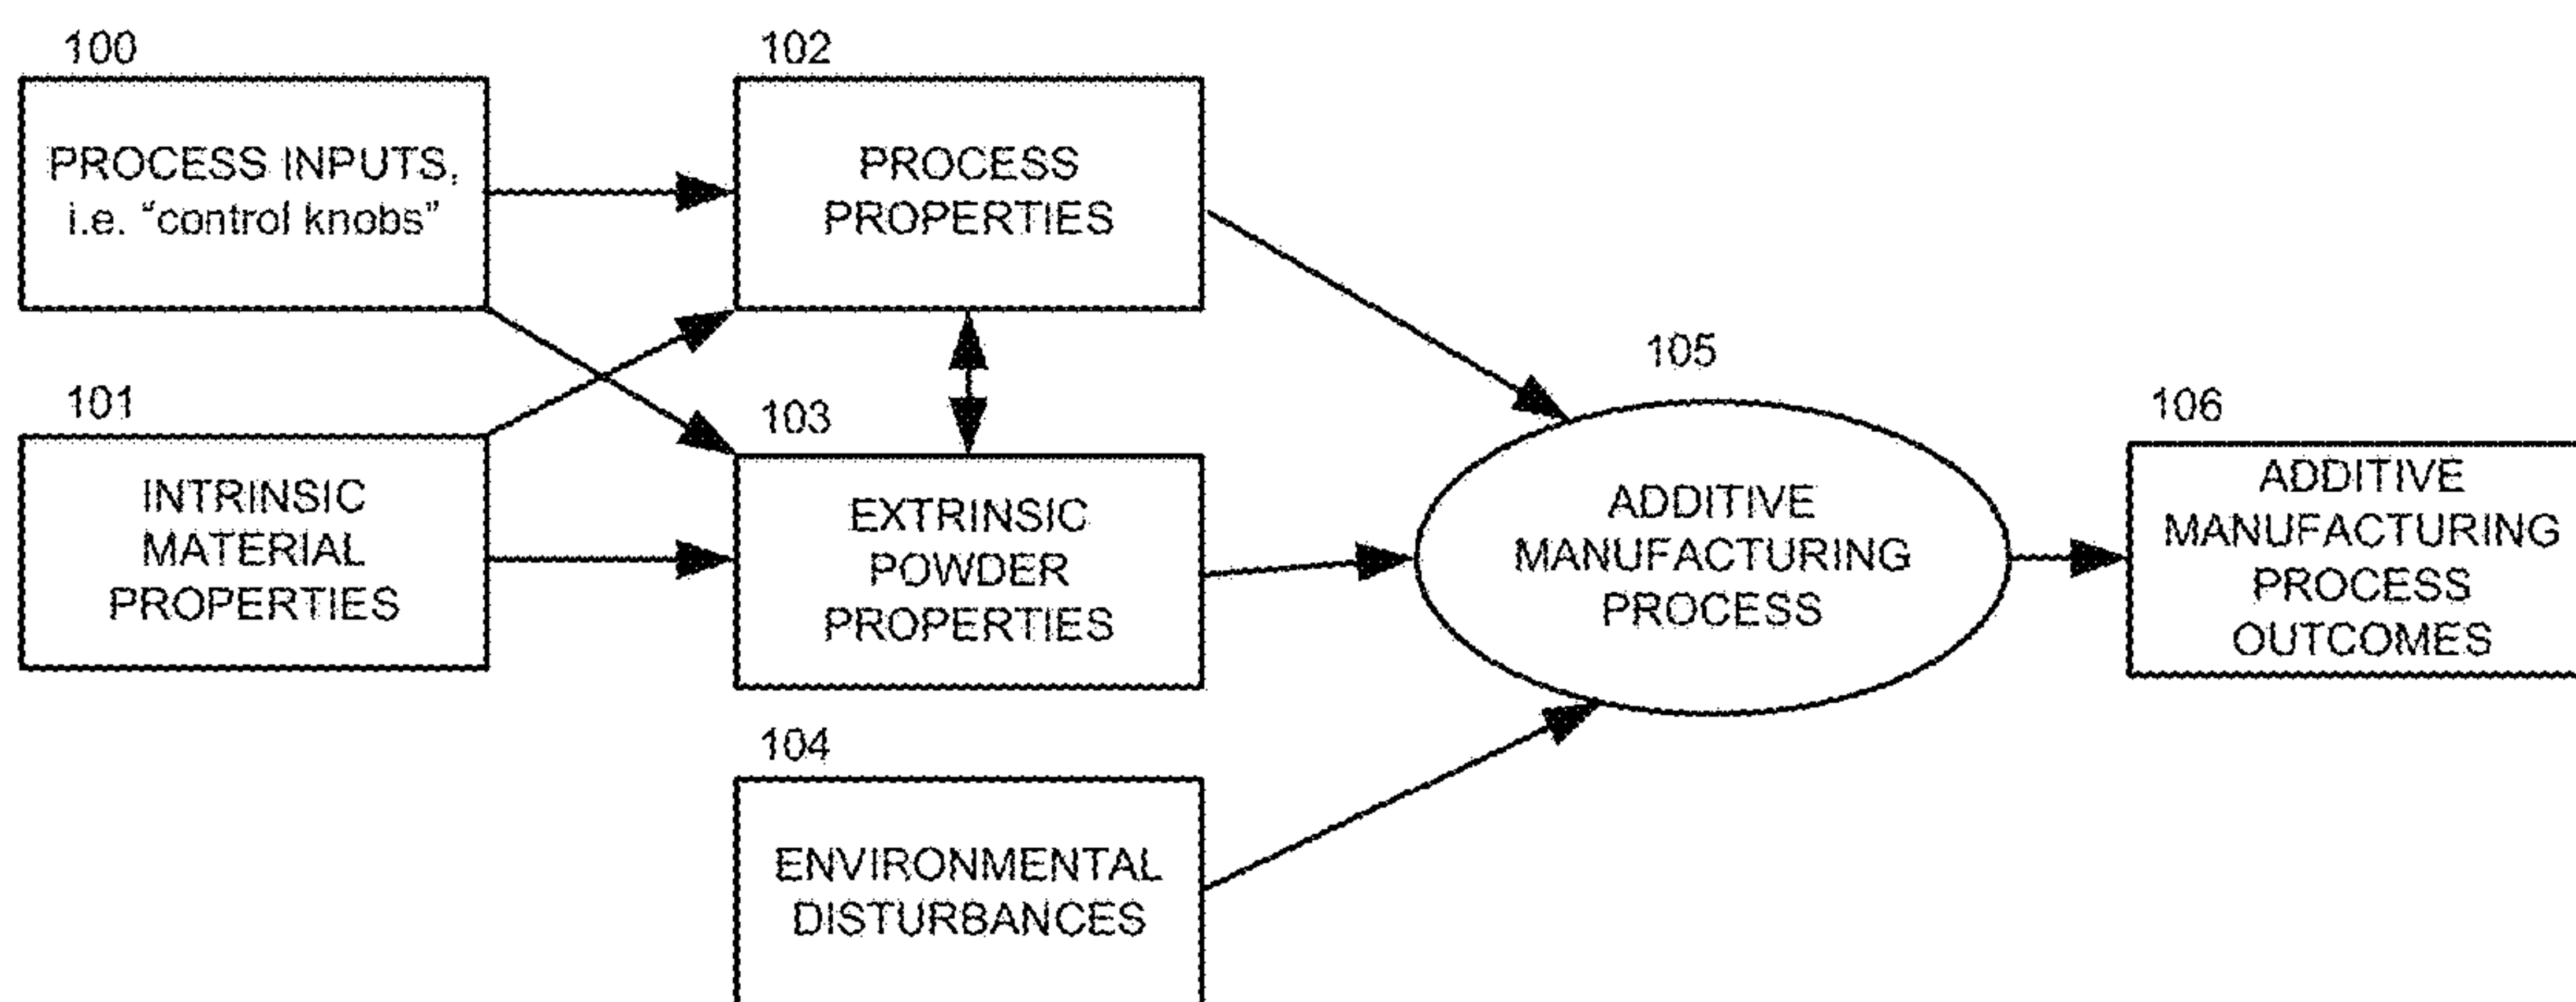 100
PROCESS INPUTS,
i.e. “control knobs”
102
PROCESS
PROPERTIES
101
INTRINSIC
MATERIAL
PROPERTIES
103
EXTRINSIC
POWDER
PROPERTIES
104
ENVIRONMENTAL
DISTURBANCES
105
ADDITIVE
MANUFACTURING
PROCESS
106
ADDITIVE
MANUFACTURING
PROCESS
OUTCOMES